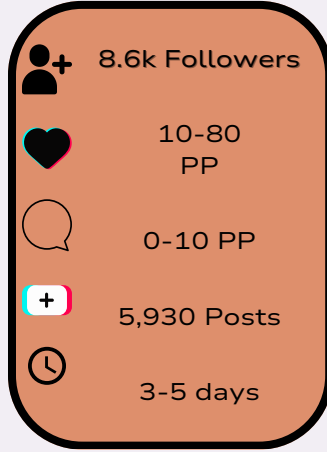 8.6k Followers
10-80
PP
0-10 PP
5,930 Posts
3-5 days